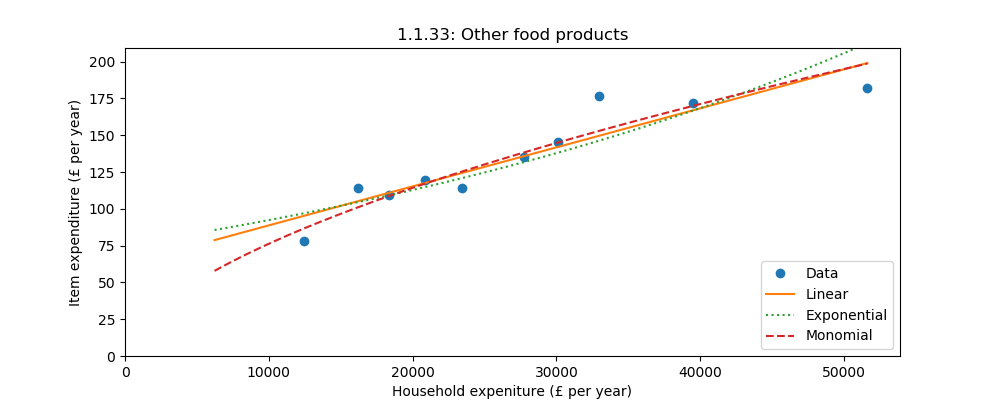 1.1.33: Other food products
Item expenditure (£ per year)
200
175
150
125
100
75
50
25
0
0 10000 20000 30000 40000 50000
Household expeniture (£ per year)
Data
Linear
Exponential
Monomial